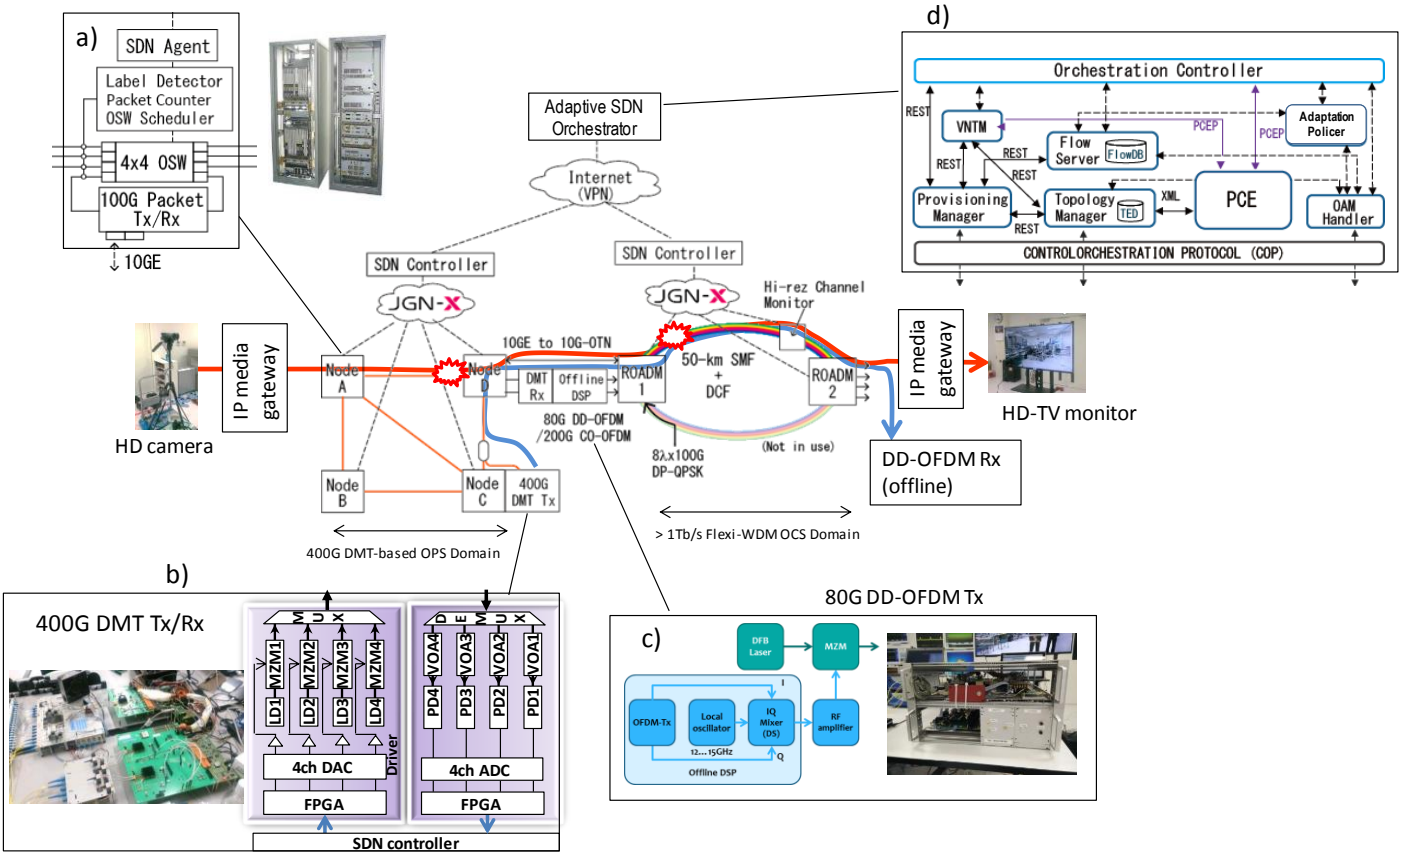 a)
SDN Agent
Label Detector
Packet Counter
OSW Scheduler
4x4 OSW
100G Packet
Tx/Rx
10GE
Adaptive SDN
Orchestrator
Internet
(VPN)
SDN Controller
JGN-X
SDN Controller
JGN-X
Hi-rez Channel
Monitor
d)
Orchestration Controller
REST
VNTM
PCEP
PCEP
Adaptation
Policer
Flow
Server
FlowDB
REST
REST
REST
Provisioning
Manager
REST
Topology
Manager
TED
XML
PCE
OAM
Handler
CONTROLORCHESTRATION PROTOCOL (COP)
HD camera
IP media
gateway
Node
A
Node
D
Node
B
Node
C
400G
DMT Tx
10GE to 10G-OTN
DMT
Rx
Offline
DSP
80G DD-OFDM
/200G CO-OFDM
ROADM
1
50-km SMF
+
DCF
ROADM
2
8λx100G
DP-QPSK
(Not in use)
IP media
gateway
HD-TV monitor
DD-OFDM Rx
(offline)
400G DMT-based OPS Domain
> 1Tb/s Flexi-WDM OCS Domain
b)
400G DMT Tx/Rx
MUX
MZM1
MZM2
MZM3
MZM4
LD1
LD2
LD3
LD4
Driver
4ch DAC
FPGA
DEMUX
VOA4
VOA3
VOA2
VOA1
PD4
PD3
PD2
PD1
4ch ADC
FPGA
SDN controller
80G DD-OFDM Tx
c)
DFB
Laser
MZM
I
OFDM-Tx
Local
oscillator
IQ
Mixer
(DS)
RF
amplifier
12...15GHz
Q
Offline DSP